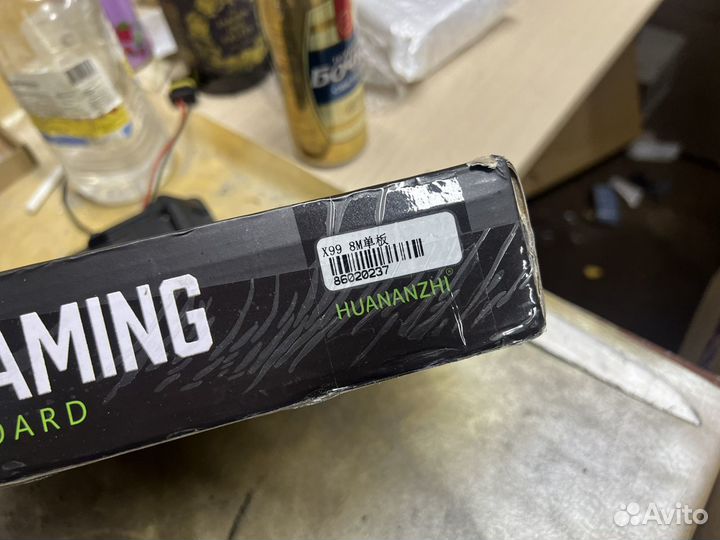 X99 8M单板
86020237
HUANANZHI®
AMING
OARD
Avito